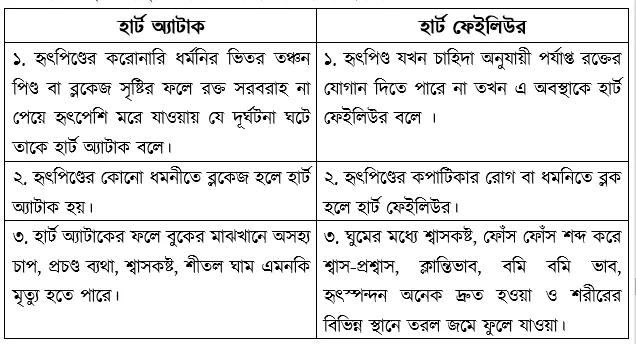 হার্ট অ্যাটাক
হার্ট ফেইলিউর
১. হৃৎপিণ্ডের করোনারি ধর্মনির ভিতর তঞ্চন
পিণ্ড বা ব্লকেজ সৃষ্টির ফলে রক্ত সরবরাহ না
পেয়ে হৃৎপেশি মরে যাওয়ায় যে দূর্ঘটনা ঘটে
তাকে হার্ট অ্যাটাক বলে।
১. হৃৎপিণ্ড যখন চাহিদা অনুযায়ী পর্যাপ্ত রক্তের
যোগান দিতে পারে না তখন এ অবস্থাকে হার্ট
ফেইলিউর বলে ।
২. হৃৎপিণ্ডের কোনো ধমনীতে ব্লকেজ হলে হার্ট
অ্যাটাক হয়।
২. হৃৎপিণ্ডের কপাটিকার রোগ বা ধমনিতে ব্লক
হলে হার্ট ফেইলিউর।
৩. হার্ট অ্যাটাকের ফলে বুকের মাঝখানে অসহ্য
চাপ, প্রচণ্ড ব্যথা, শ্বাসকষ্ট, শীতল ঘাম এমনকি
মৃত্যু হতে পারে।
৩. ঘুমের মধ্যে শ্বাসকষ্ট, ফোঁস ফোঁস শব্দ করে
শ্বাস-প্রশ্বাস, ক্লান্তিভাব, বমি বমি ভাব,
হৃৎস্পন্দন অনেক দ্রুত হওয়া ও শরীরের
বিভিন্ন স্থানে তরল জমে ফুলে যাওয়া।